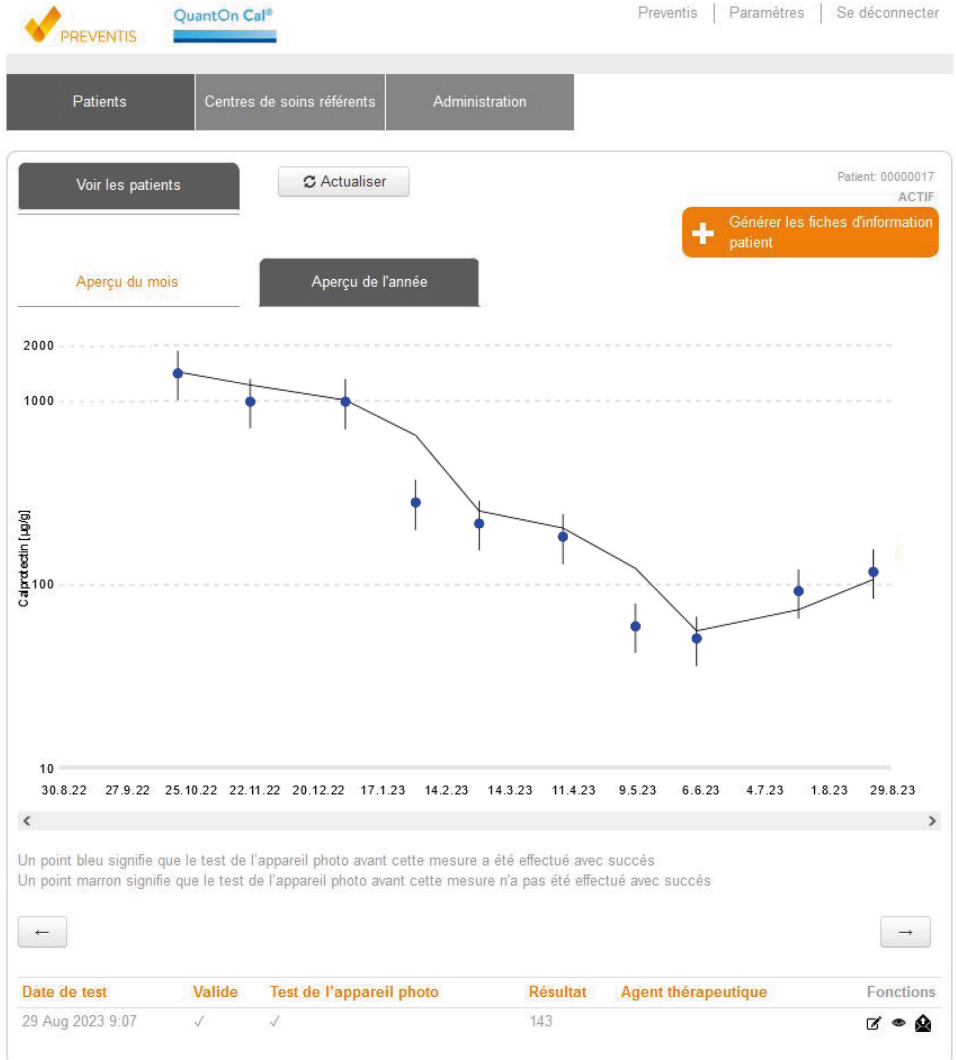 PREVENTIS
QuantOn Cal®
Preventis | Paramètres | Se déconnecter
Patients
Centres de soins référents
Administration
Voir les patients
Actualiser
Patient: 00000017
ACTIF
Générer les fiches d'information
patient
Aperçu du mois
Aperçu de l'année
2000
1000
Calprotectin [µg/g]
100
10
30.8.22 27.9.22 25.10.22 22.11.22 20.12.22 17.1.23 14.2.23 14.3.23 11.4.23 9.5.23 6.6.23 4.7.23 1.8.23 29.8.23
Un point bleu signifie que le test de l'appareil photo avant cette mesure a été effectué avec succès
Un point marron signifie que le test de l'appareil photo avant cette mesure n'a pas été effectué avec succès
Date de test Valide Test de l'appareil photo Résultat Agent thérapeutique Fonctions
29 Aug 2023 9:07 ✓ ✓ 143